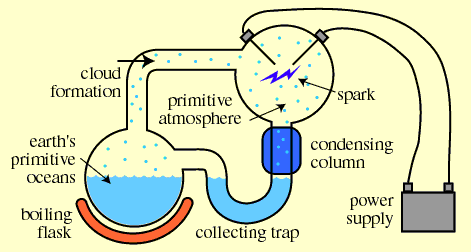 cloud
formation
primitive
atmosphere
spark
earth's
primitive
oceans
condensing
column
boiling
flask
collecting trap
power
supply